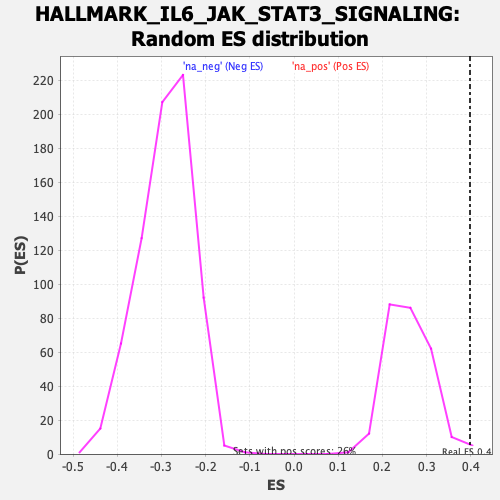 HALLMARK_IL6_JAK_STAT3_SIGNALING:
Random ES distribution
'na_neg' (Neg ES)
'na_pos' (Pos ES)
220
200
180
160
140
120
100
80
60
40
20
0
P(ES)
Sets with pos scores: 26%
Real ES 0.4
-0.5 -0.4 -0.3 -0.2 -0.1 0.0 0.1 0.2 0.3 0.4
ES